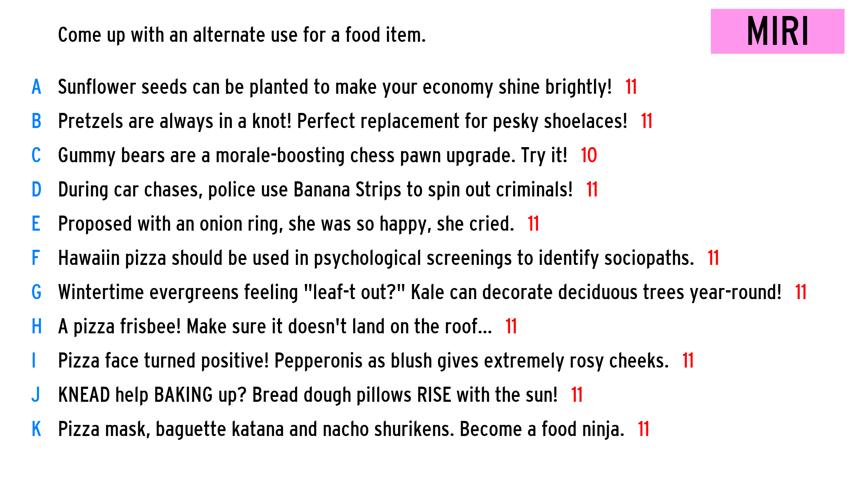 Come up with an alternate use for a food item.
MIRI
A Sunflower seeds can be planted to make your economy shine brightly! 11
B Pretzels are always in a knot! Perfect replacement for pesky shoelaces! 11
C Gummy bears are a morale-boosting chess pawn upgrade. Try it! 10
D During car chases, police use Banana Strips to spin out criminals! 11
E Proposed with an onion ring, she was so happy, she cried. 11
F Hawaiin pizza should be used in psychological screenings to identify sociopaths. 11
G Wintertime evergreens feeling "leaf-t out?" Kale can decorate deciduous trees year-round! 11
H A pizza frisbee! Make sure it doesn't land on the roof... 11
I Pizza face turned positive! Pepperonis as blush gives extremely rosy cheeks. 11
J KNEAD help BAKING up? Bread dough pillows RISE with the sun! 11
K Pizza mask, baguette katana and nacho shurikens. Become a food ninja. 11